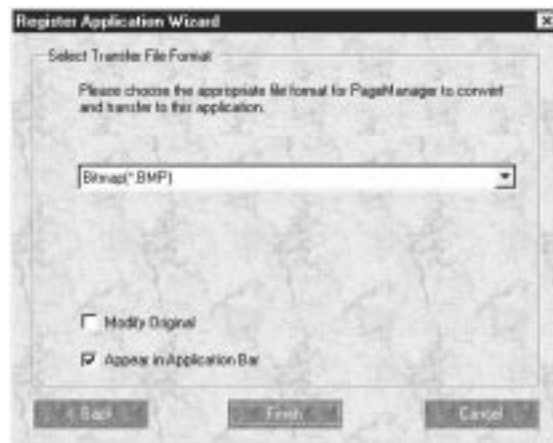 Register Application Wizard
Select Transfer File Format
Please choose the appropriate file format for PageManager to convert
and transfer to this application.
Bitmap(*.BMP)
Modify Original
Appear in Application Bar
< Back
Finish
Cancel